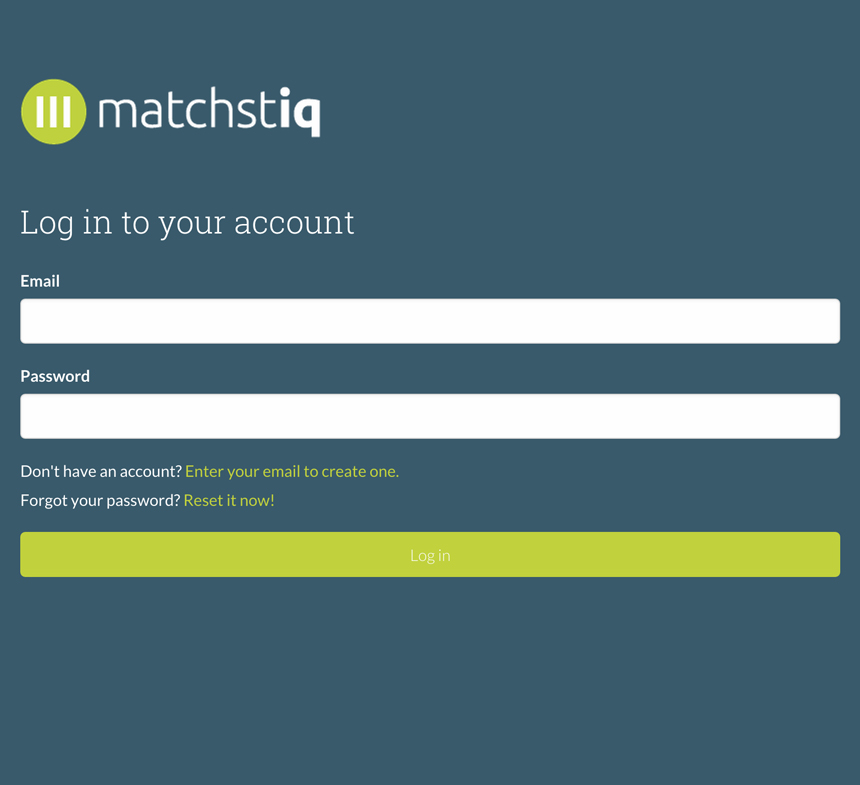 matchstiq
Log in to your account
Email
Password
Don't have an account? Enter your email to create one.
Forgot your password? Reset it now!
Log in